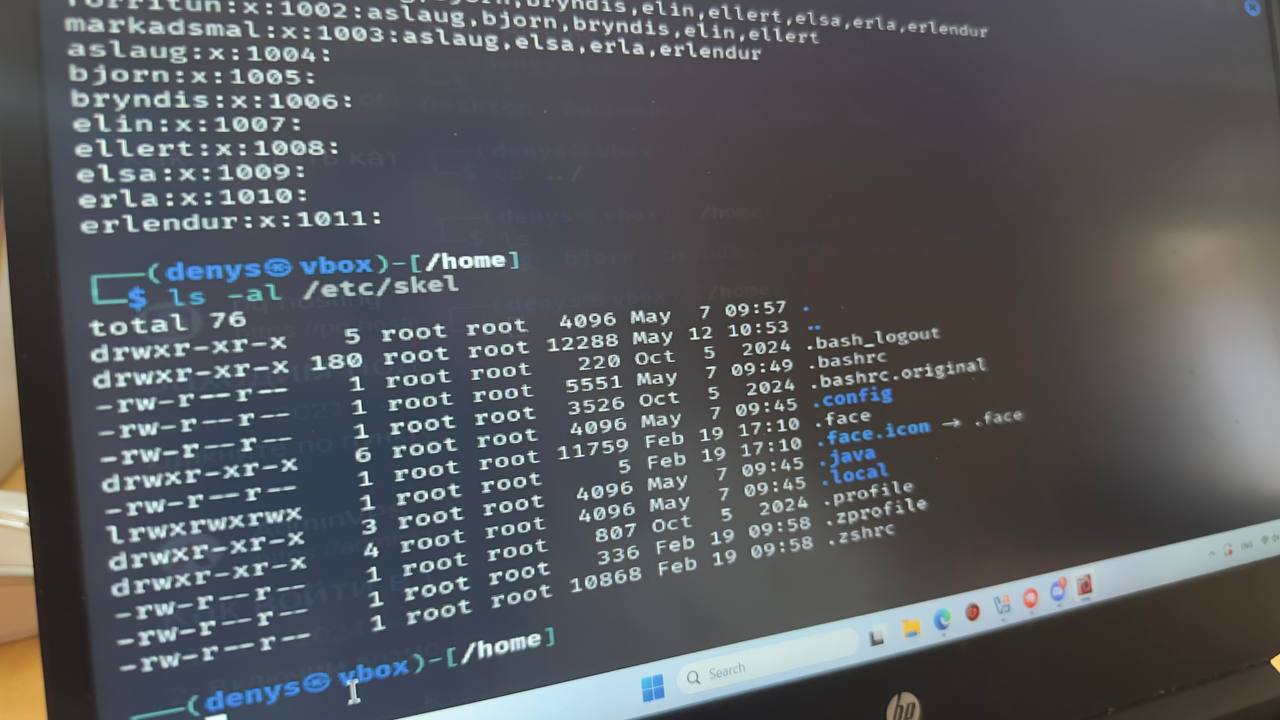 forritun:x:1002:aslaug,bjorn,bryndis,elin,ellert,elsa,erla,erlendur
markadsmal:x:1003:aslaug,elsa,erla,erlendur
aslaug:x:1004:
bjorn:x:1005:
bryndis:x:1006:
elin:x:1007:
ellert:x:1008:
elsa:x:1009:
erla:x:1010:
erlendur:x:1011:
(denys㉿vbox)-[/home]
$ ls -al /etc/skel
total 76
drwxr-xr-x 5 root root 4096 May 7 09:57 .
drwxr-xr-x 180 root root 12288 May 12 10:53 ..
-rw-r--r-- 1 root root 220 Oct 5 2024 .bash_logout
-rw-r--r-- 1 root root 5551 May 7 09:49 .bashrc
-rw-r--r-- 1 root root 3526 Oct 5 2024 .bashrc.original
drwxr-xr-x 6 root root 4096 May 7 09:45 .config
-rw-r--r-- 1 root root 11759 Feb 19 17:10 .face
lrwxrwxrwx 1 root root 5 Feb 19 17:10 .face.icon → .face
drwxr-xr-x 3 root root 4096 May 7 09:45 .java
drwxr-xr-x 4 root root 4096 May 7 09:45 .local
-rw-r--r-- 1 root root 807 Oct 5 2024 .profile
-rw-r--r-- 1 root root 336 Feb 19 09:58 .zprofile
-rw-r--r-- 1 root root 10868 Feb 19 09:58 .zshrc
(denys㉿vbox)-[/home]
Search
hp